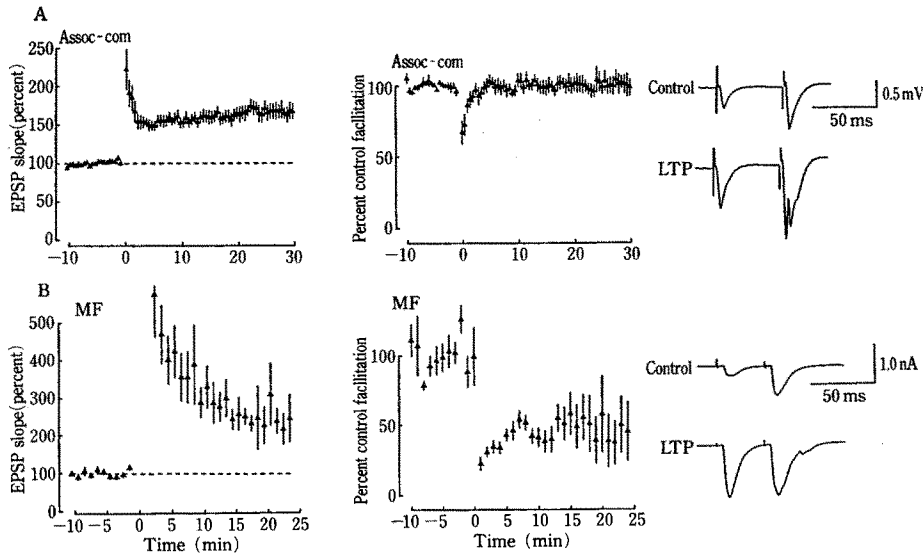 A
Assoc-com
EPSP slope(percent)
250
200
150
100
50
0
−10 0 10 20 30
Assoc-com
Percent control facllitation
100
50
0
−10 0 10 20 30
Control
0.5 mV
50 ms
LTP
B
MF
EPSP slope(percent)
500
400
300
200
100
0
−10 −5 0 5 10 15 20 25
Time (min)
MF
Percent control facllitation
100
50
0
−10 −5 0 5 10 15 20 25
Time (min)
Control
1.0 nA
50 ms
LTP